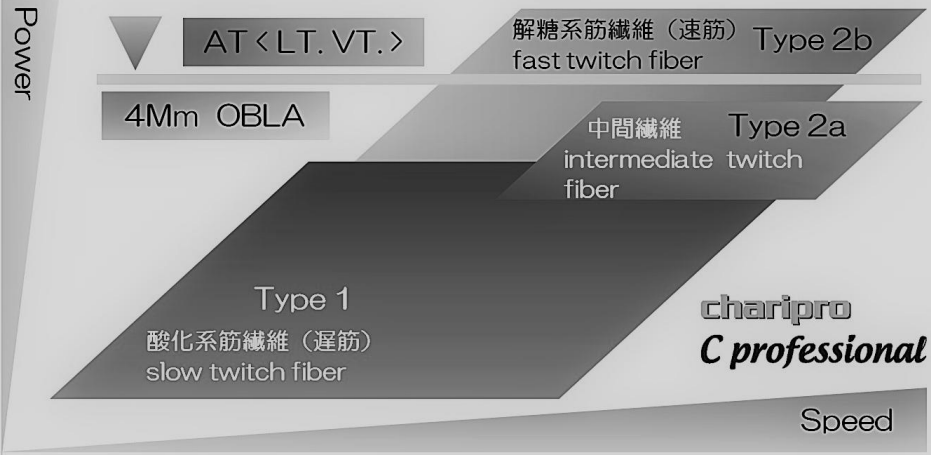 Power
AT<LT. VT.>
4Mm OBLA
解糖系筋繊維（速筋）
fast twitch fiber
Type 2b
中間繊維
Type 2a
intermediate twitch
fiber
Type 1
酸化系筋繊維（遅筋）
slow twitch fiber
charipro
C professional
Speed